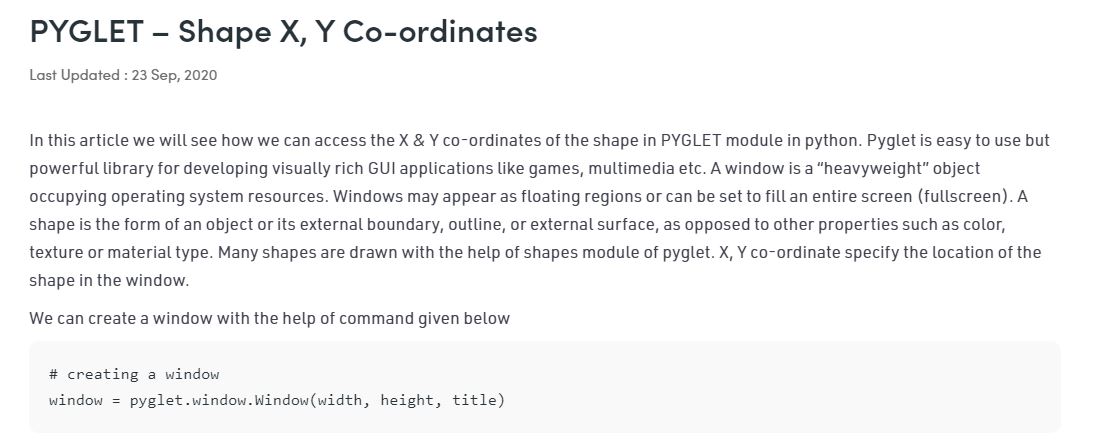 PYGLET – Shape X, Y Co-ordinates
Last Updated : 23 Sep, 2020
In this article we will see how we can access the X & Y co-ordinates of the shape in PYGLET module in python. Pyglet is easy to use but
powerful library for developing visually rich GUI applications like games, multimedia etc. A window is a “heavyweight” object
occupying operating system resources. Windows may appear as floating regions or can be set to fill an entire screen (fullscreen). A
shape is the form of an object or its external boundary, outline, or external surface, as opposed to other properties such as color,
texture or material type. Many shapes are drawn with the help of shapes module of pyglet. X, Y co-ordinate specify the location of the
shape in the window.
We can create a window with the help of command given below
# creating a window
window = pyglet.window.Window(width, height, title)